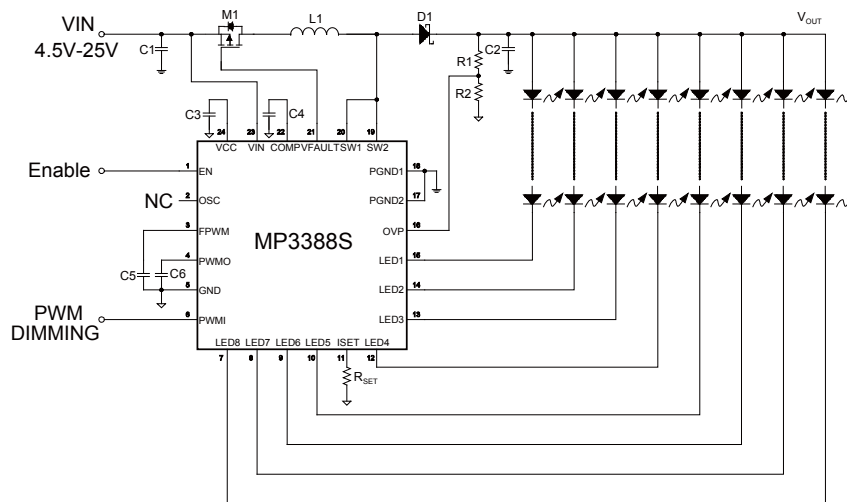 M1
L1
D1
VOUT
VIN
4.5V-25V
C1
C2
R1
R2
C3
C4
24
23
22
21
20
19
VCC
VIN
COMP
VFAULT
SW1
SW2
Enable
1
EN
PGND1
18
NC
2
OSC
PGND2
17
3
FPWM
MP3388S
OVP
16
4
PWMO
LED1
15
C5
C6
5
GND
LED2
14
PWM
DIMMING
6
PWMI
LED3
13
LED8
LED7
LED6
LED5
ISET
LED4
7
8
9
10
11
12
RSET